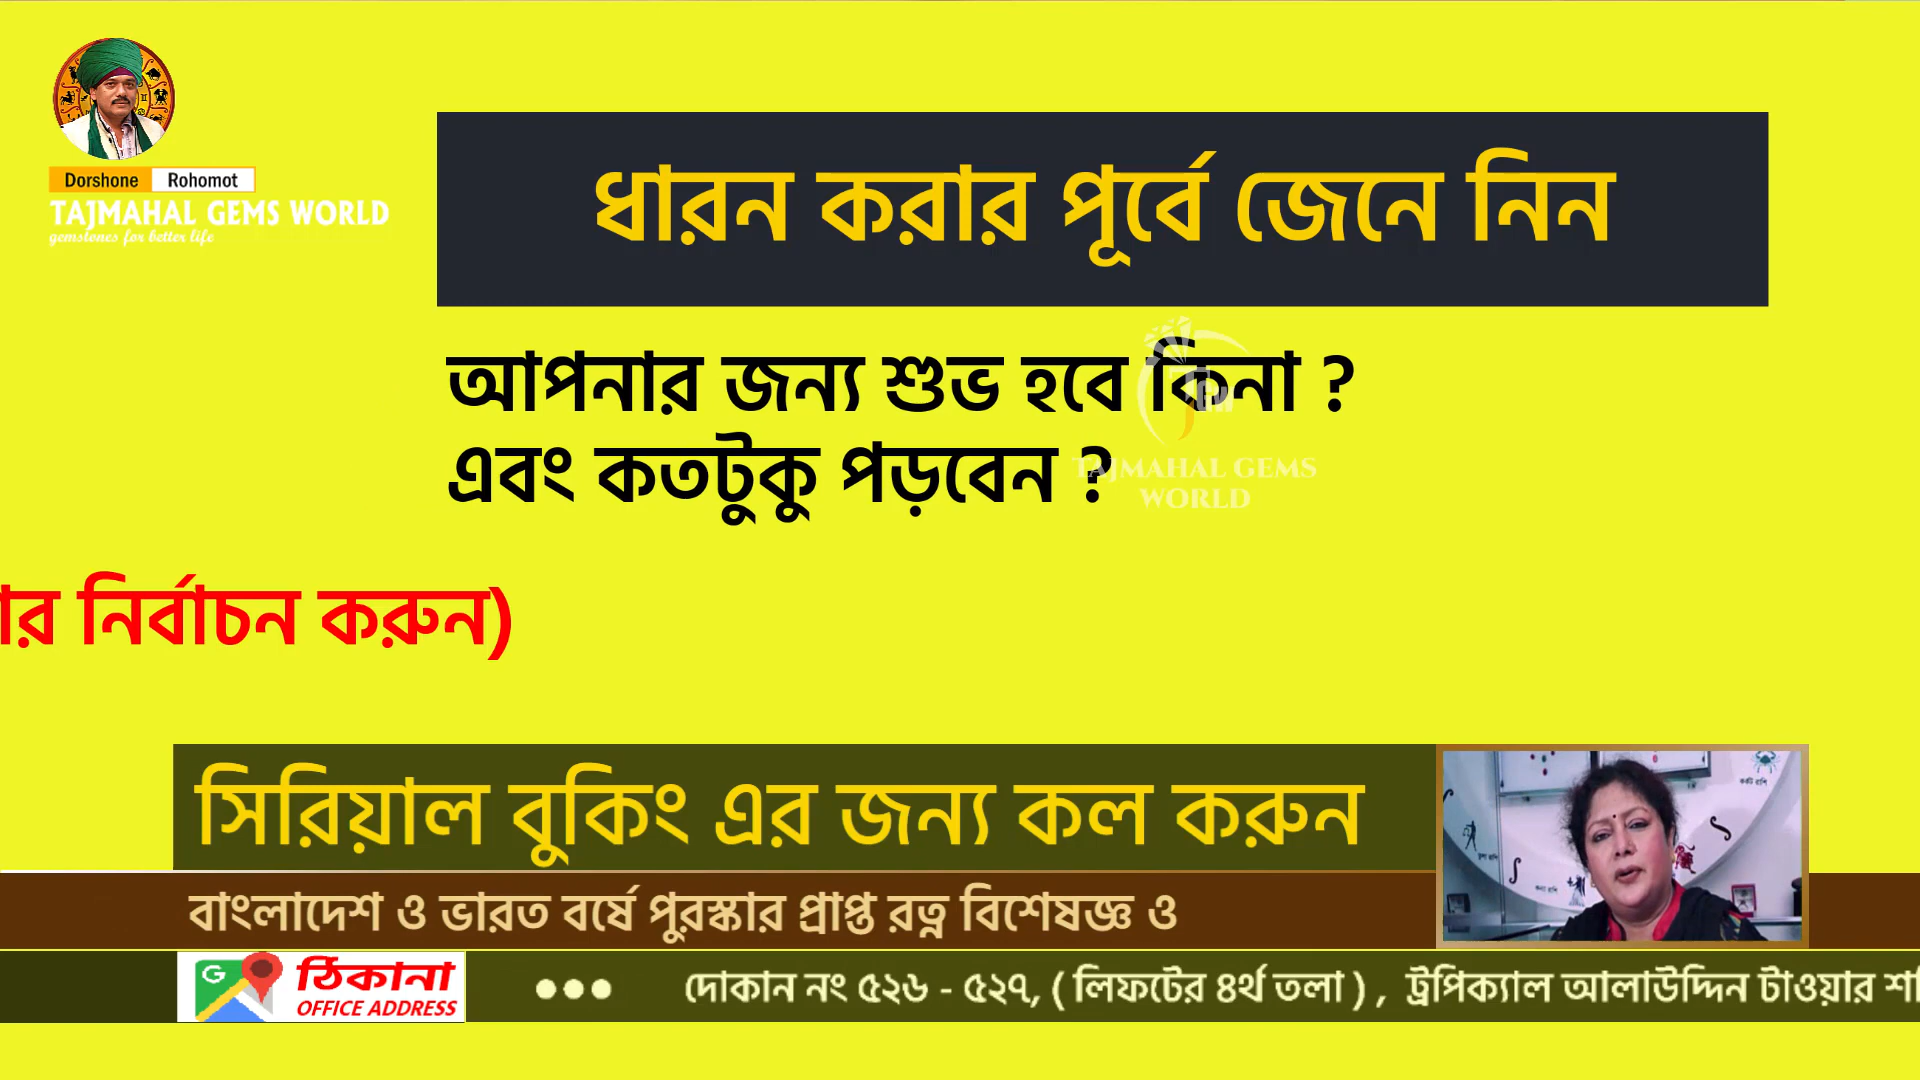 Dorshone Rohomot
TAJMAHAL GEMS WORLD
gemstones for better life
ধারন করার পূর্বে জেনে নিন
আপনার জন্য শুভ হবে কিনা ?
এবং কতটুকু পড়বেন ?
TAJMAHAL GEMS
WORLD
নির্বাচন করুন)
সিরিয়াল বুকিং এর জন্য কল করুন
বাংলাদেশ ও ভারত বর্ষে পুরস্কার প্রাপ্ত রত্ন বিশেষজ্ঞ ও
ঠিকানা
OFFICE ADDRESS
দোকান নং ৫২৬ - ৫২৭, ( লিফটের ৪র্থ তলা ) , ট্রপিক্যাল আলাউদ্দিন টাওয়ার